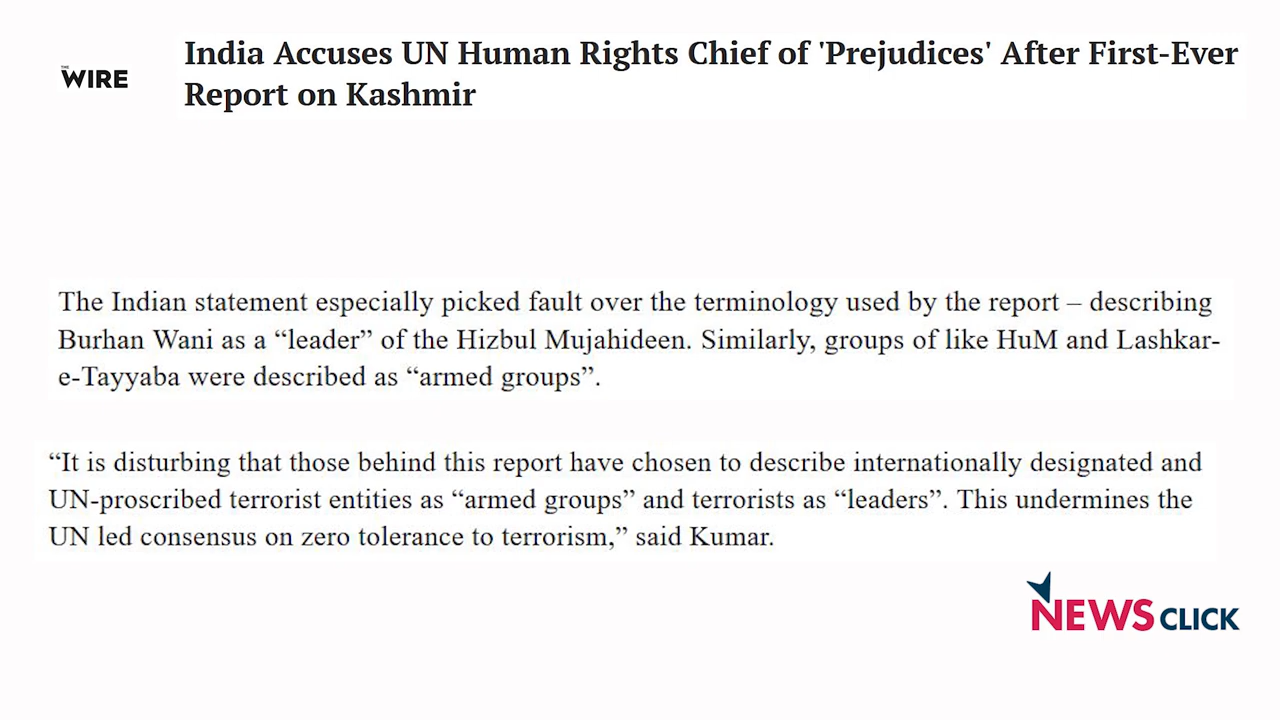 THE
WIRE
India Accuses UN Human Rights Chief of 'Prejudices' After First-Ever
Report on Kashmir
The Indian statement especially picked fault over the terminology used by the report – describing
Burhan Wani as a “leader” of the Hizbul Mujahideen. Similarly, groups of like HuM and Lashkar-
e-Tayyaba were described as “armed groups”.
“It is disturbing that those behind this report have chosen to describe internationally designated and
UN-proscribed terrorist entities as “armed groups” and terrorists as “leaders”. This undermines the
UN led consensus on zero tolerance to terrorism,” said Kumar.
NEWSCLICK